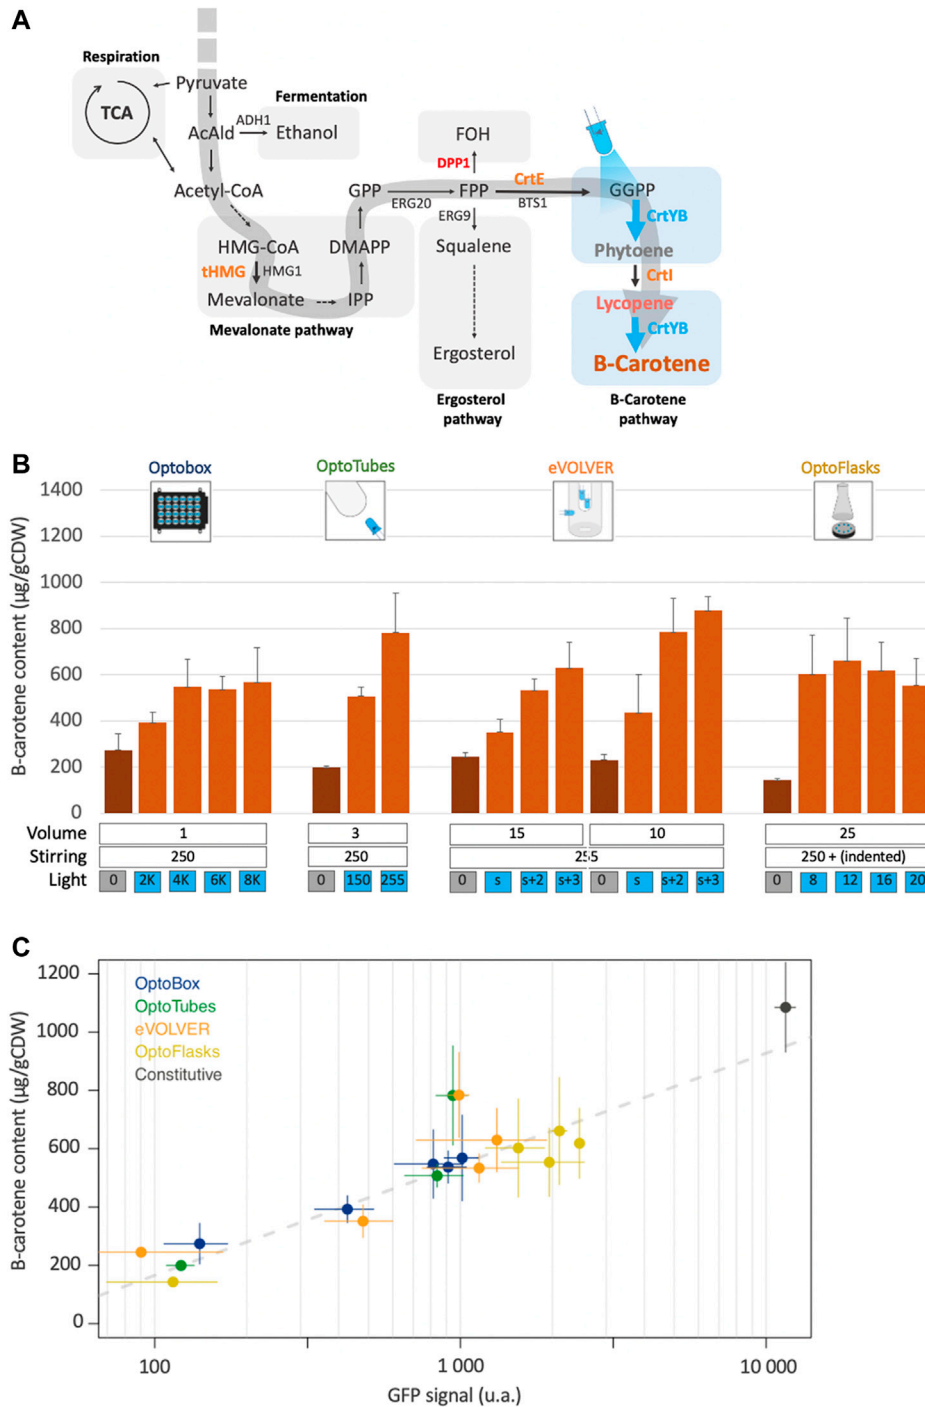 A
Respiration
Pyruvate
TCA
Fermentation
ADH1
AcAld
Ethanol
FOH
DPP1
Acetyl-CoA
GPP
FPP
CrtE
GGPP
ERG20
BTS1
ERG9
CrtYB
HMG-CoA
DMAPP
Squalene
Phytoene
tHMG
HMG1
CrtI
Mevalonate
IPP
Lycopene
Mevalonate pathway
CrtYB
Ergosterol
B-Carotene
Ergosterol
pathway
B-Carotene
pathway
B
Optobox
OptoTubes
eVOLVER
OptoFlasks
B-carotene content (µg/gCDW)
1400
1200
1000
800
600
400
200
0
Volume 1 3 15 10 25
Stirring 250 250 25.5 250 + (indented)
Light 0 2K 4K 6K 8K 0 150 255 0 s s+2 s+3 0 s s+2 s+3 0 8 12 16 20
C
B-carotene content (µg/gCDW)
1200
1000
800
600
400
200
0
OptoBox
OptoTubes
eVOLVER
OptoFlasks
Constitutive
100 1 000 10 000
GFP signal (u.a.)